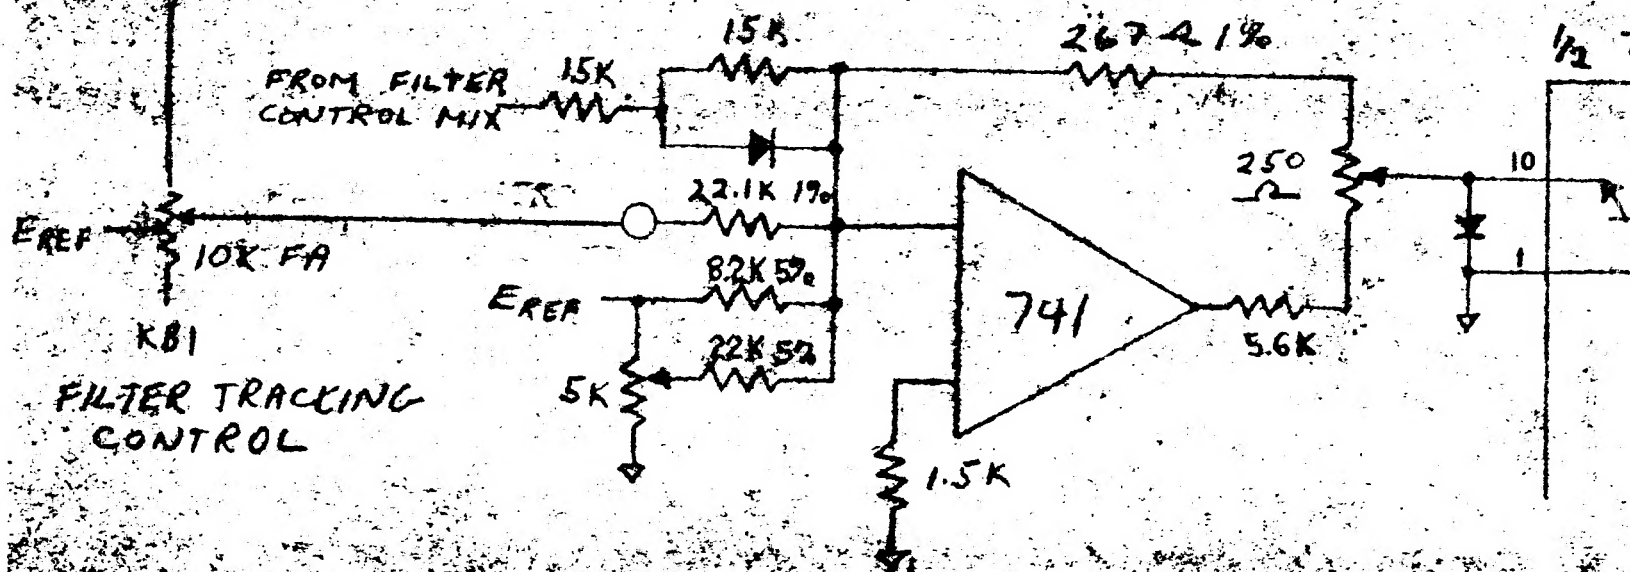 15K
267 Ω 1%
1/2
FROM FILTER
CONTROL MIX
15K
250
Ω
10
22.1K 1%
EREF
10K FA
82K 5%
1
EREF
741
KB1
22K 5%
5.6K
5K
FILTER TRACKING
CONTROL
1.5K